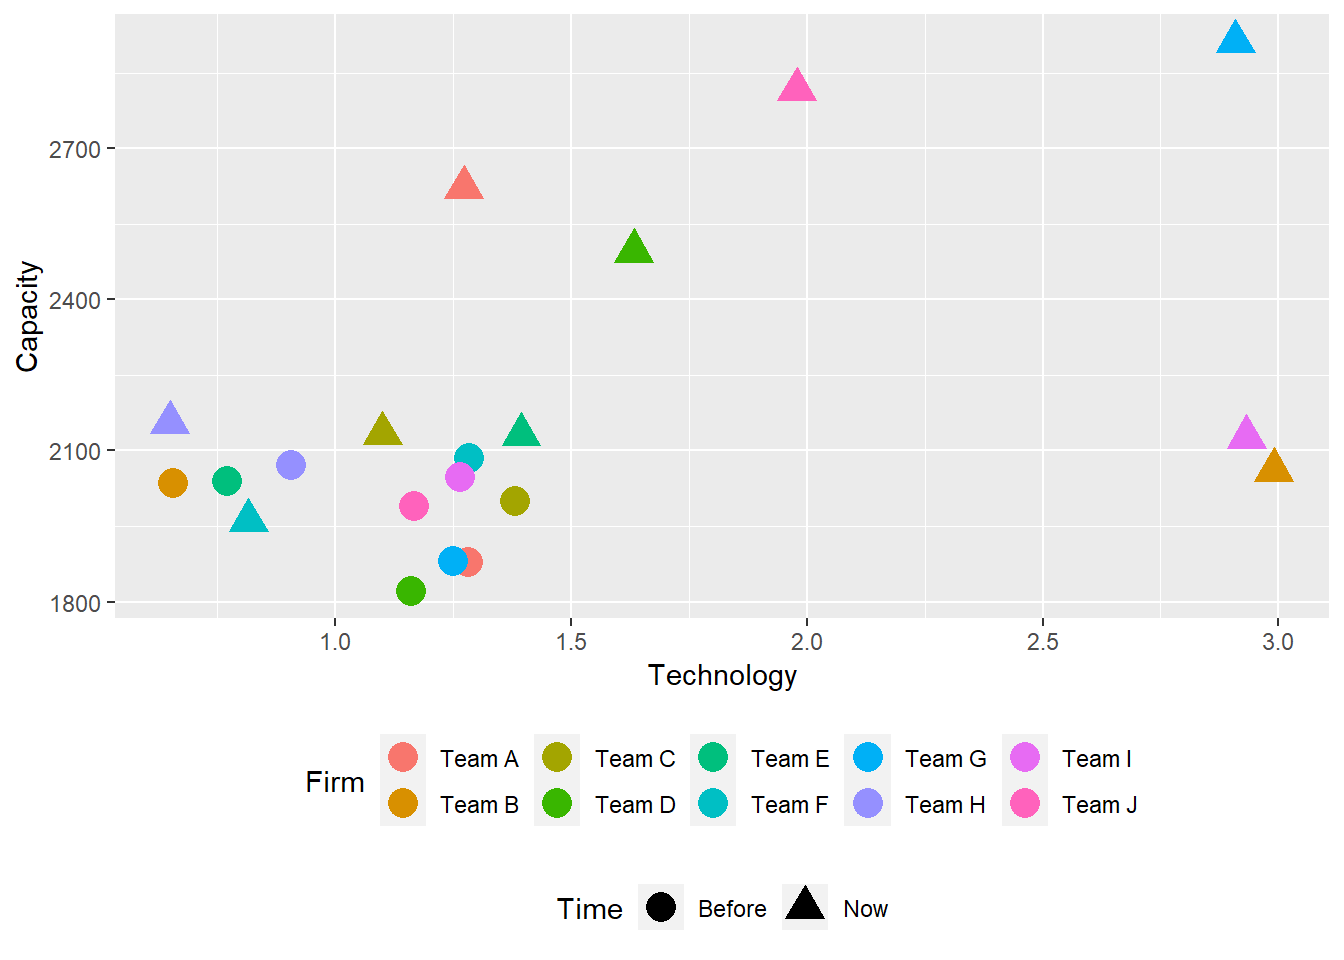 2700
2400
2100
1800
Capacity
1.0 1.5 2.0 2.5 3.0
Technology
Firm
Team A Team C Team E Team G Team I
Team B Team D Team F Team H Team J
Time Before Now